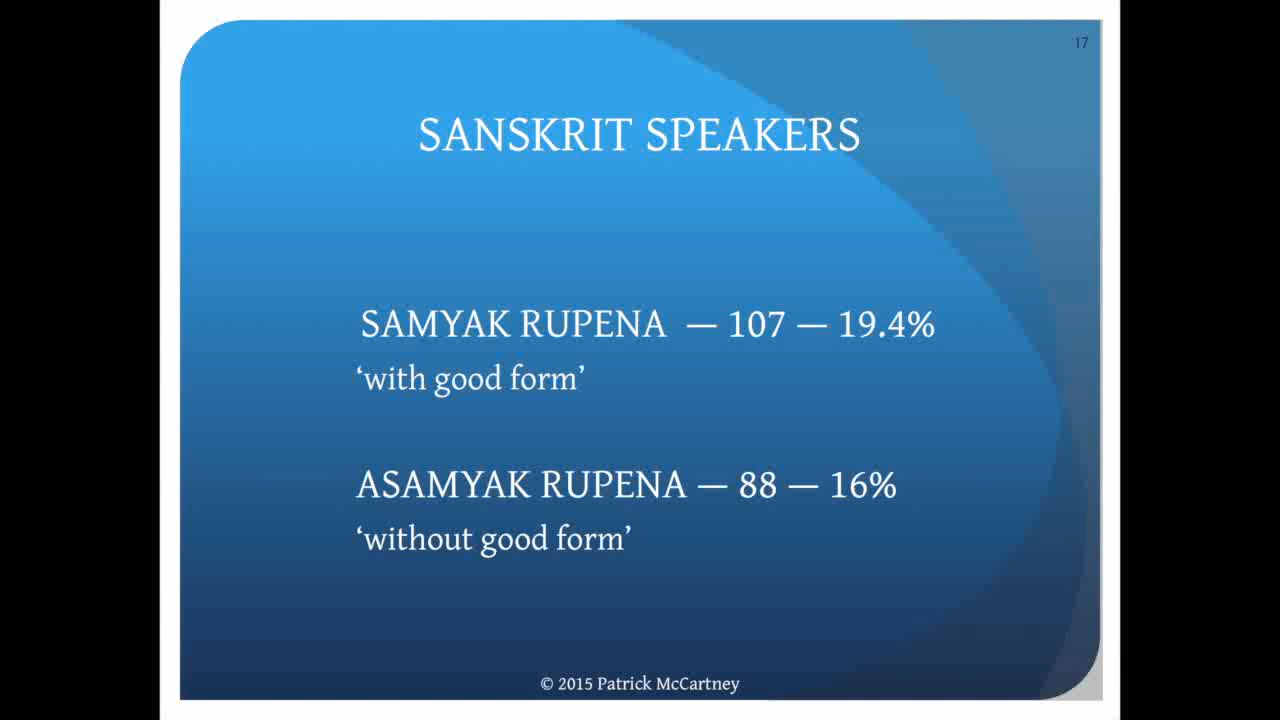 17
SANSKRIT SPEAKERS
SAMYAK RUPENA — 107 — 19.4%
‘with good form’
ASAMYAK RUPENA — 88 — 16%
‘without good form’
© 2015 Patrick McCartney